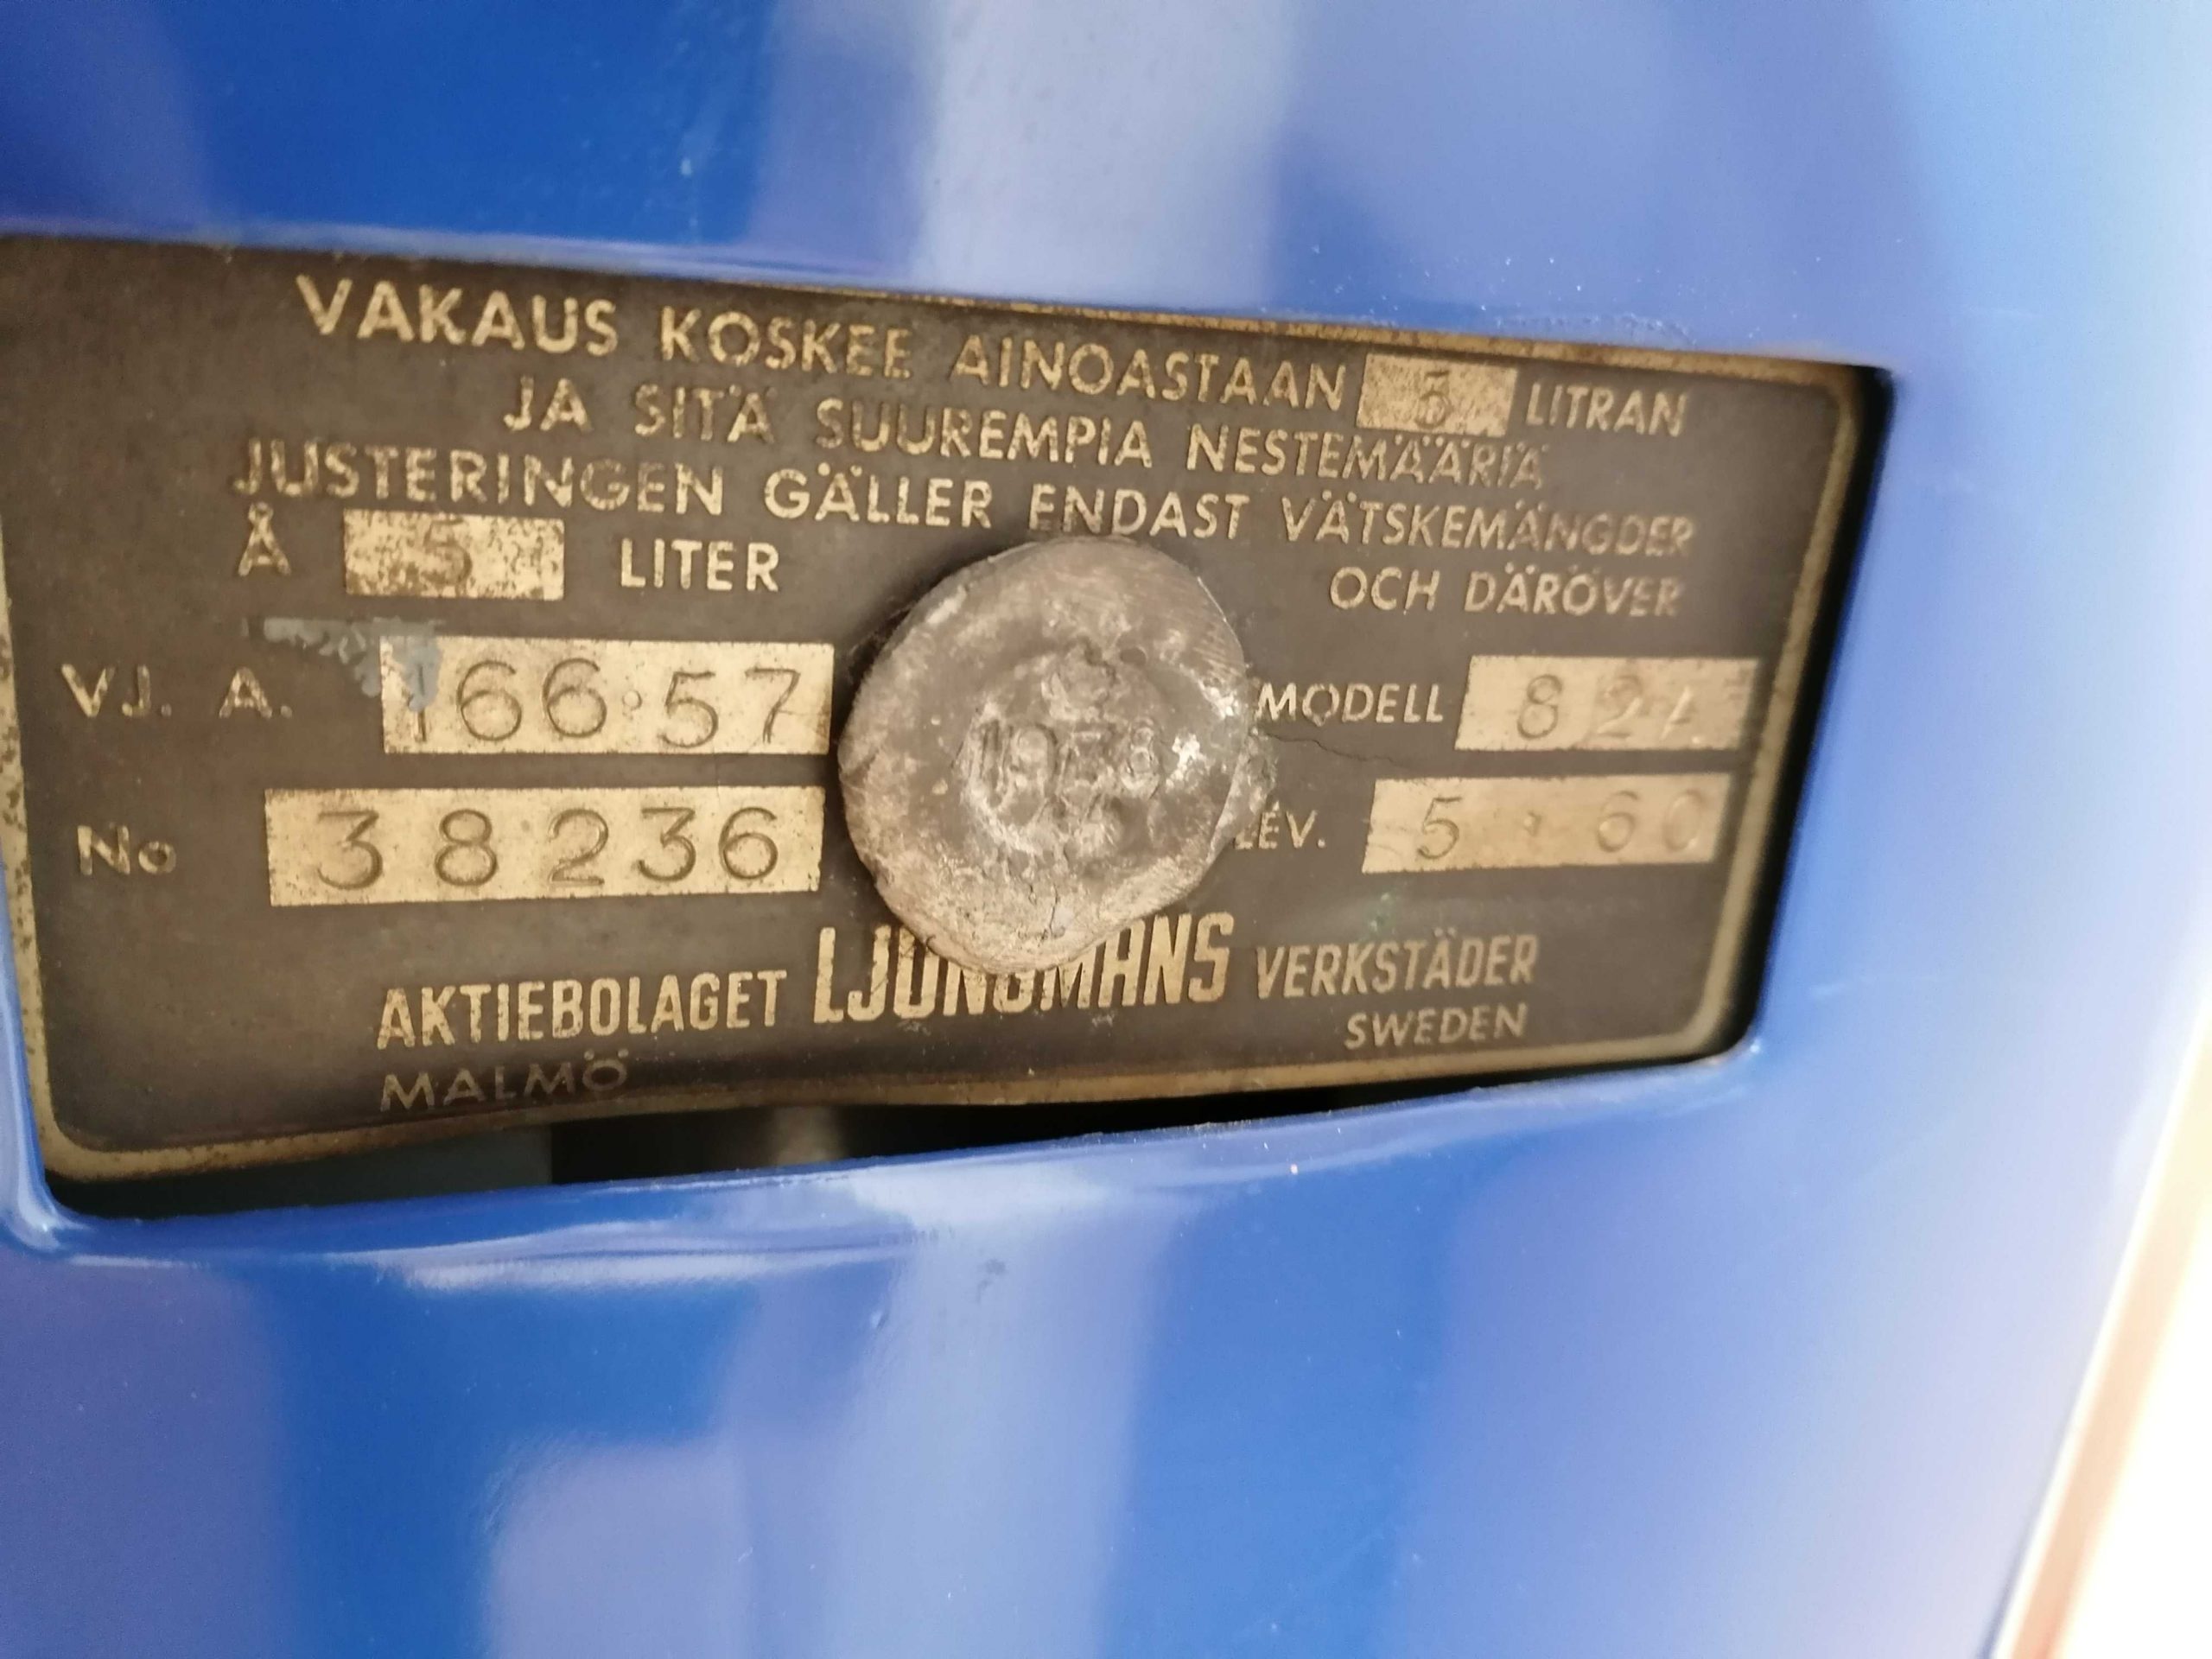 VAKAUS KOSKEE AINOASTAAN 5 LITRAN
JA SITÄ SUUREMPIA NESTEMÄÄRIÄ
JUSTERINGEN GÄLLER ENDAST VÄTSKEMÄNGDER
Å 5 LITER OCH DÄRÖVER
VJ. A. 166·57 MODELL 82A
No 38236 LEV. 5 · 60
AKTIEBOLAGET LJUNGMANS VERKSTÄDER
MALMÖ SWEDEN